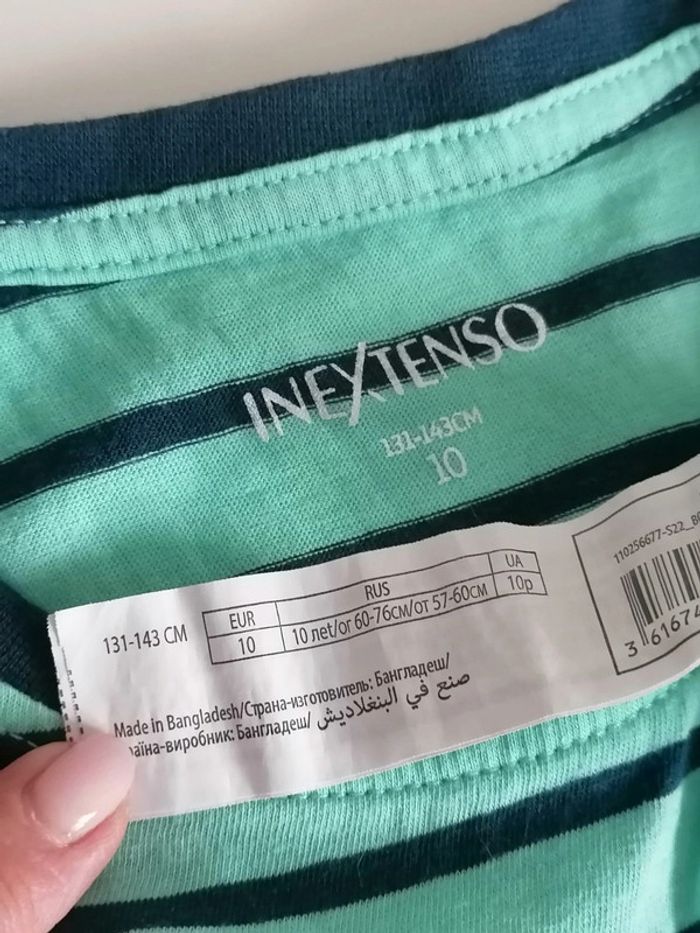 INEXTENSO
131-143CM
10
131-143 CM
EUR RUS UA
10 10 лет/от 60-76см/от 57-60см 10р
110256677-S22_B
3 61674
Made in Bangladesh/Страна-изготовитель: Бангладеш/
аїна-виробник: Бангладеш/ صنع في البنغلاديش